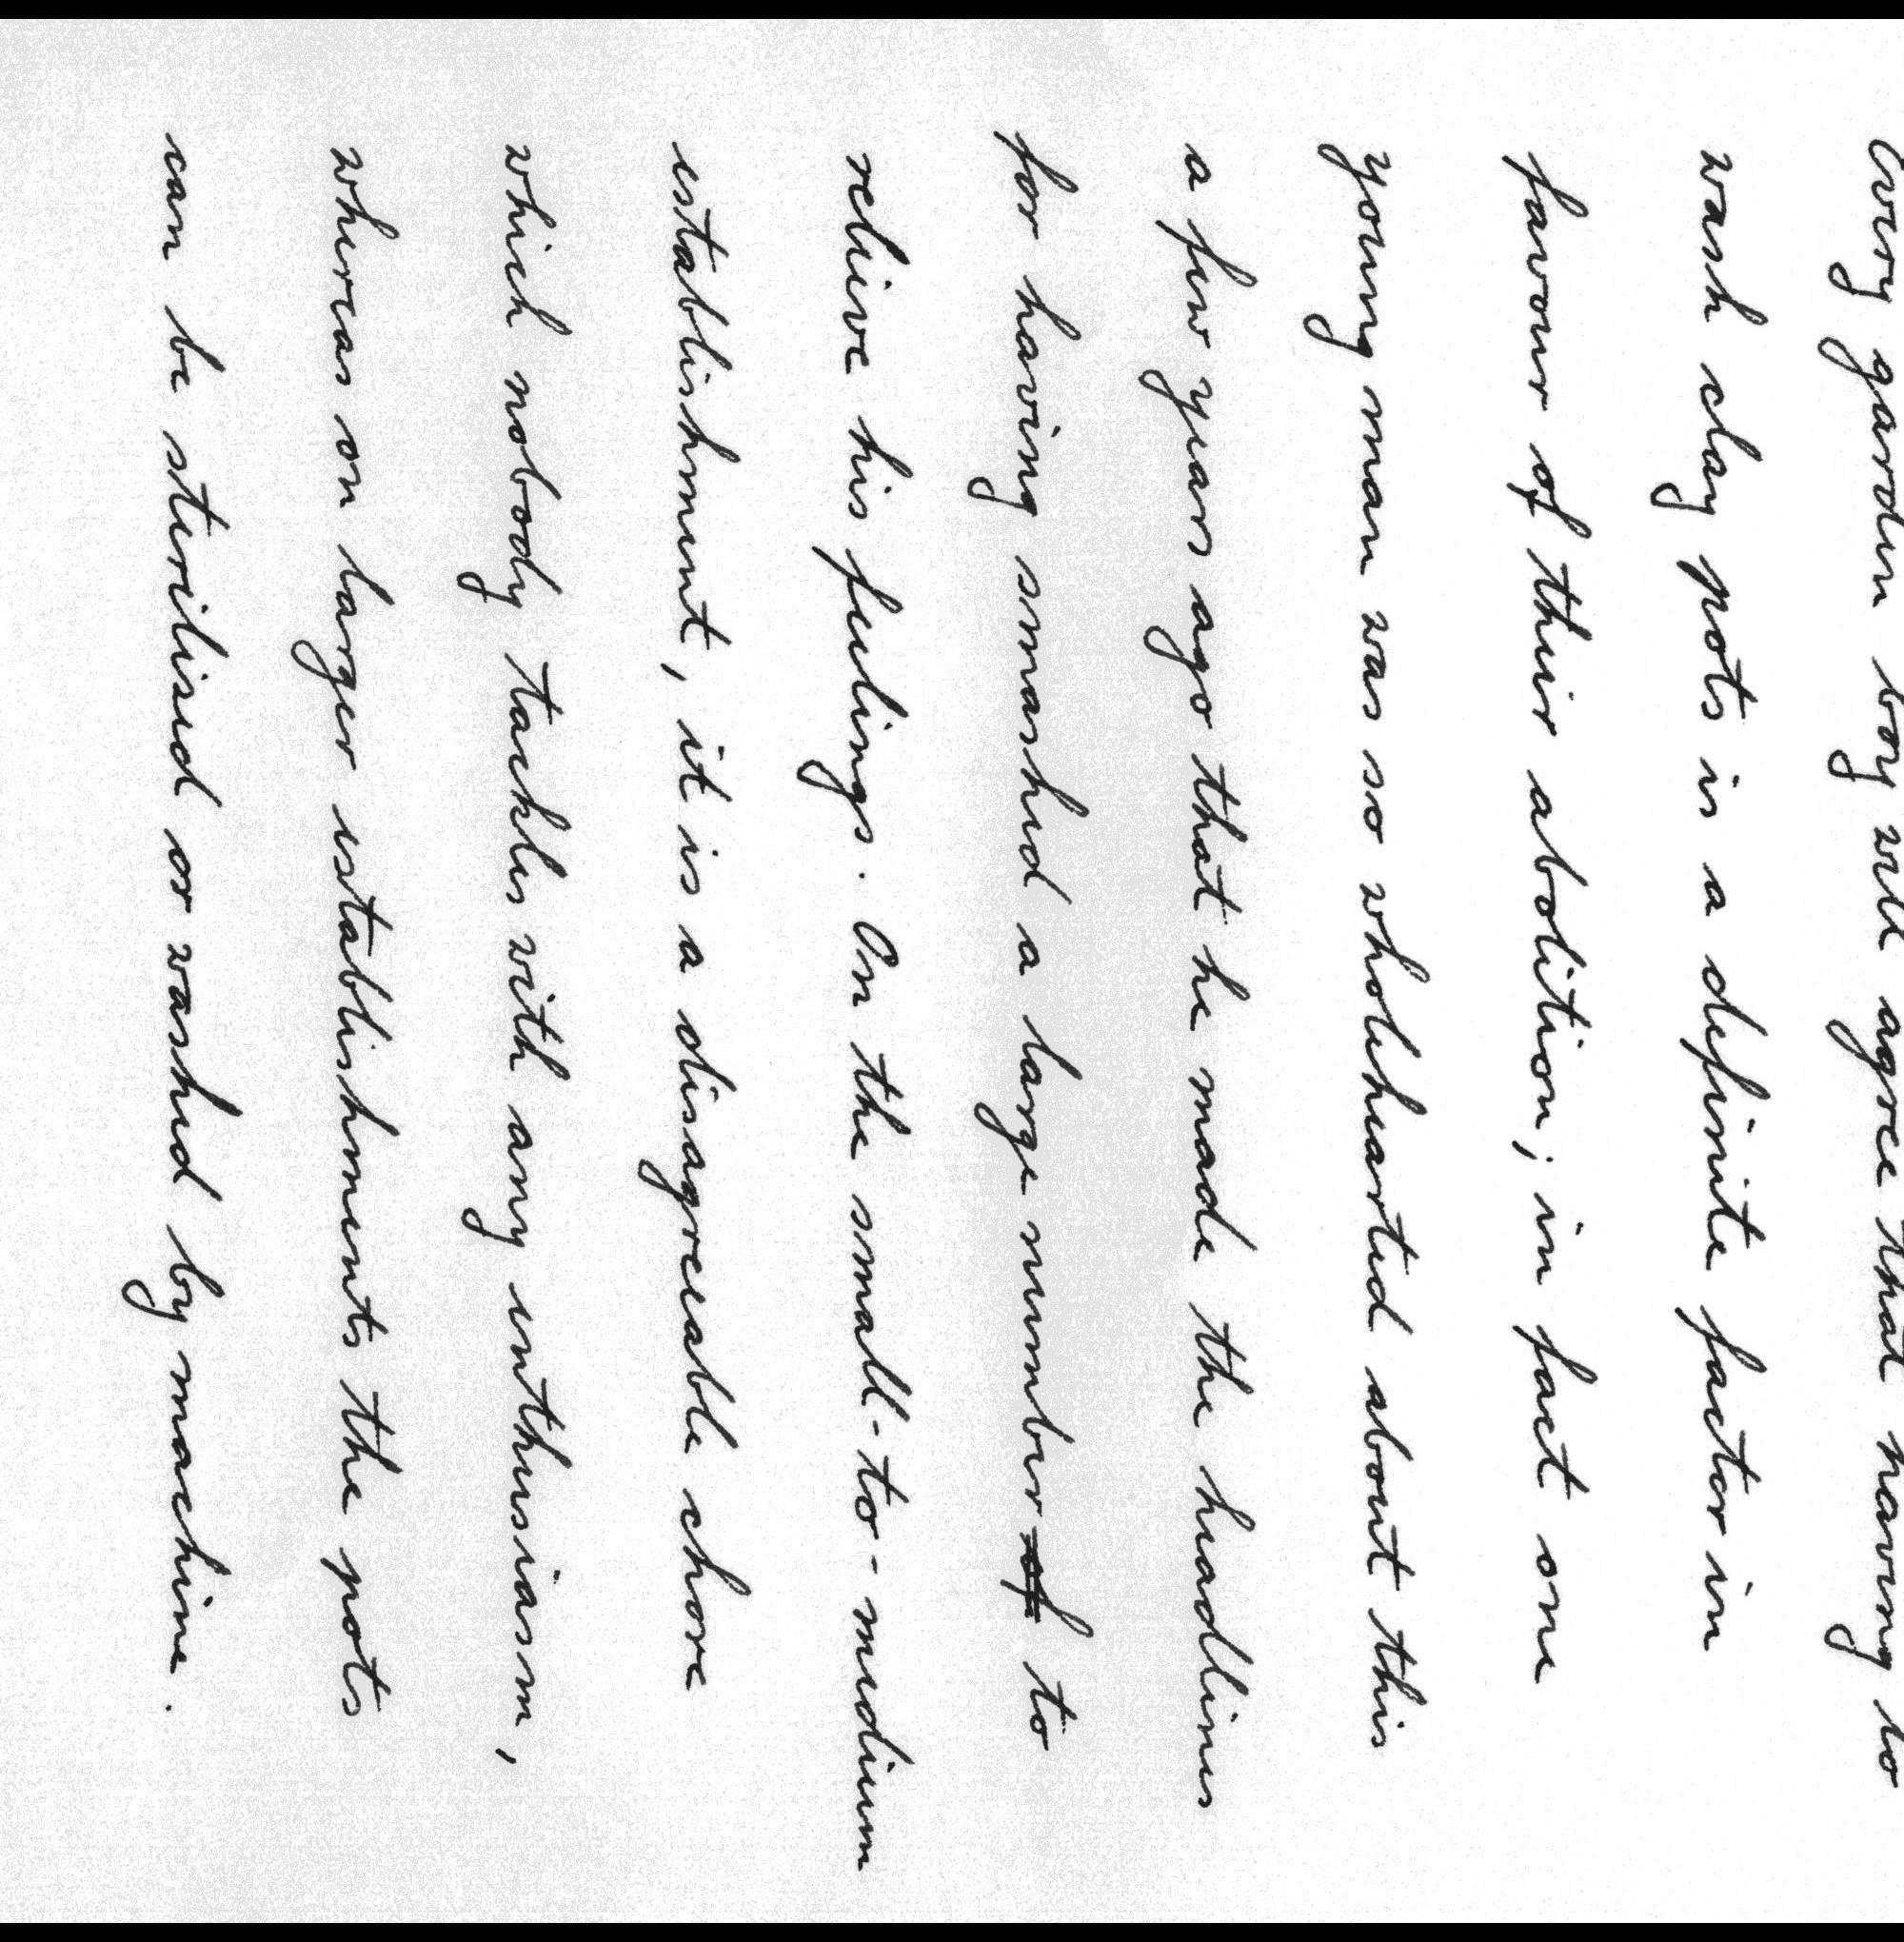 Every garden boy will agree that having to
wash clay pots is a definite factor in
favour of their abolition; in fact one
young man was so wholehearted about this
a few years ago that he made the headlines
for having smashed a large number to
relieve his feelings. On the small-to-medium
establishment, it is a disagreeable chore
which nobody tackles with any enthusiasm,
whereas on larger establishments the pots
can be sterilised or washed by machine.